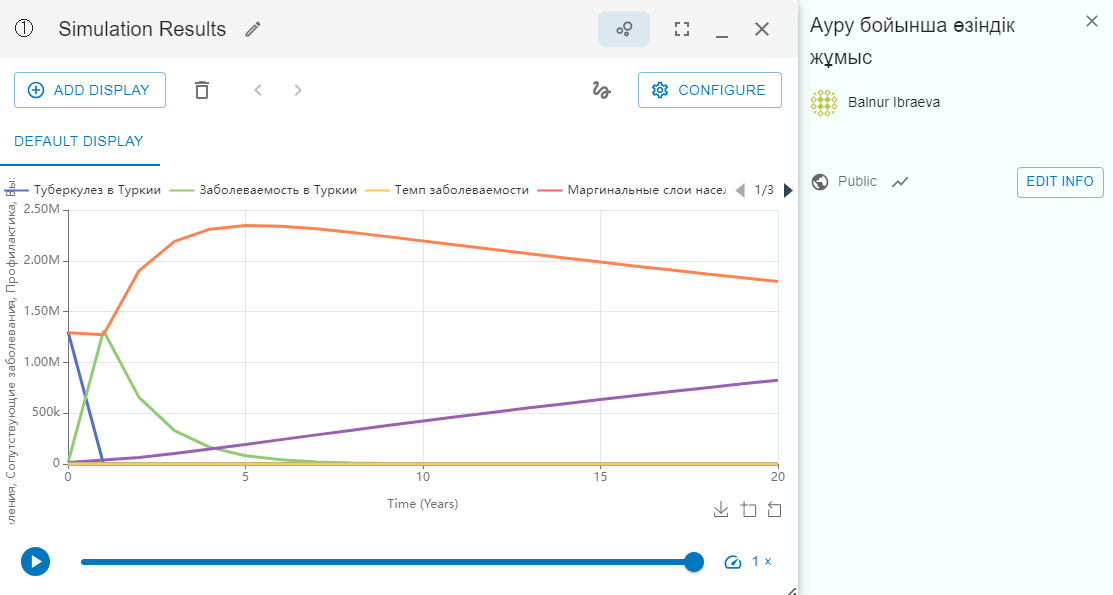 1
Simulation Results
ADD DISPLAY
CONFIGURE
DEFAULT DISPLAY
Туберкулез в Туркии
Заболеваемость в Туркии
Темп заболеваемости
Маргинальные слои насел
1/3
ления, Сопутствующие заболевания, Профилактика, Вы:
2.50M
2.00M
1.50M
1.00M
500k
0
0
5
10
15
20
Time (Years)
1 ×
Ауру бойынша өзіндік
жұмыс
Balnur Ibraeva
Public
EDIT INFO